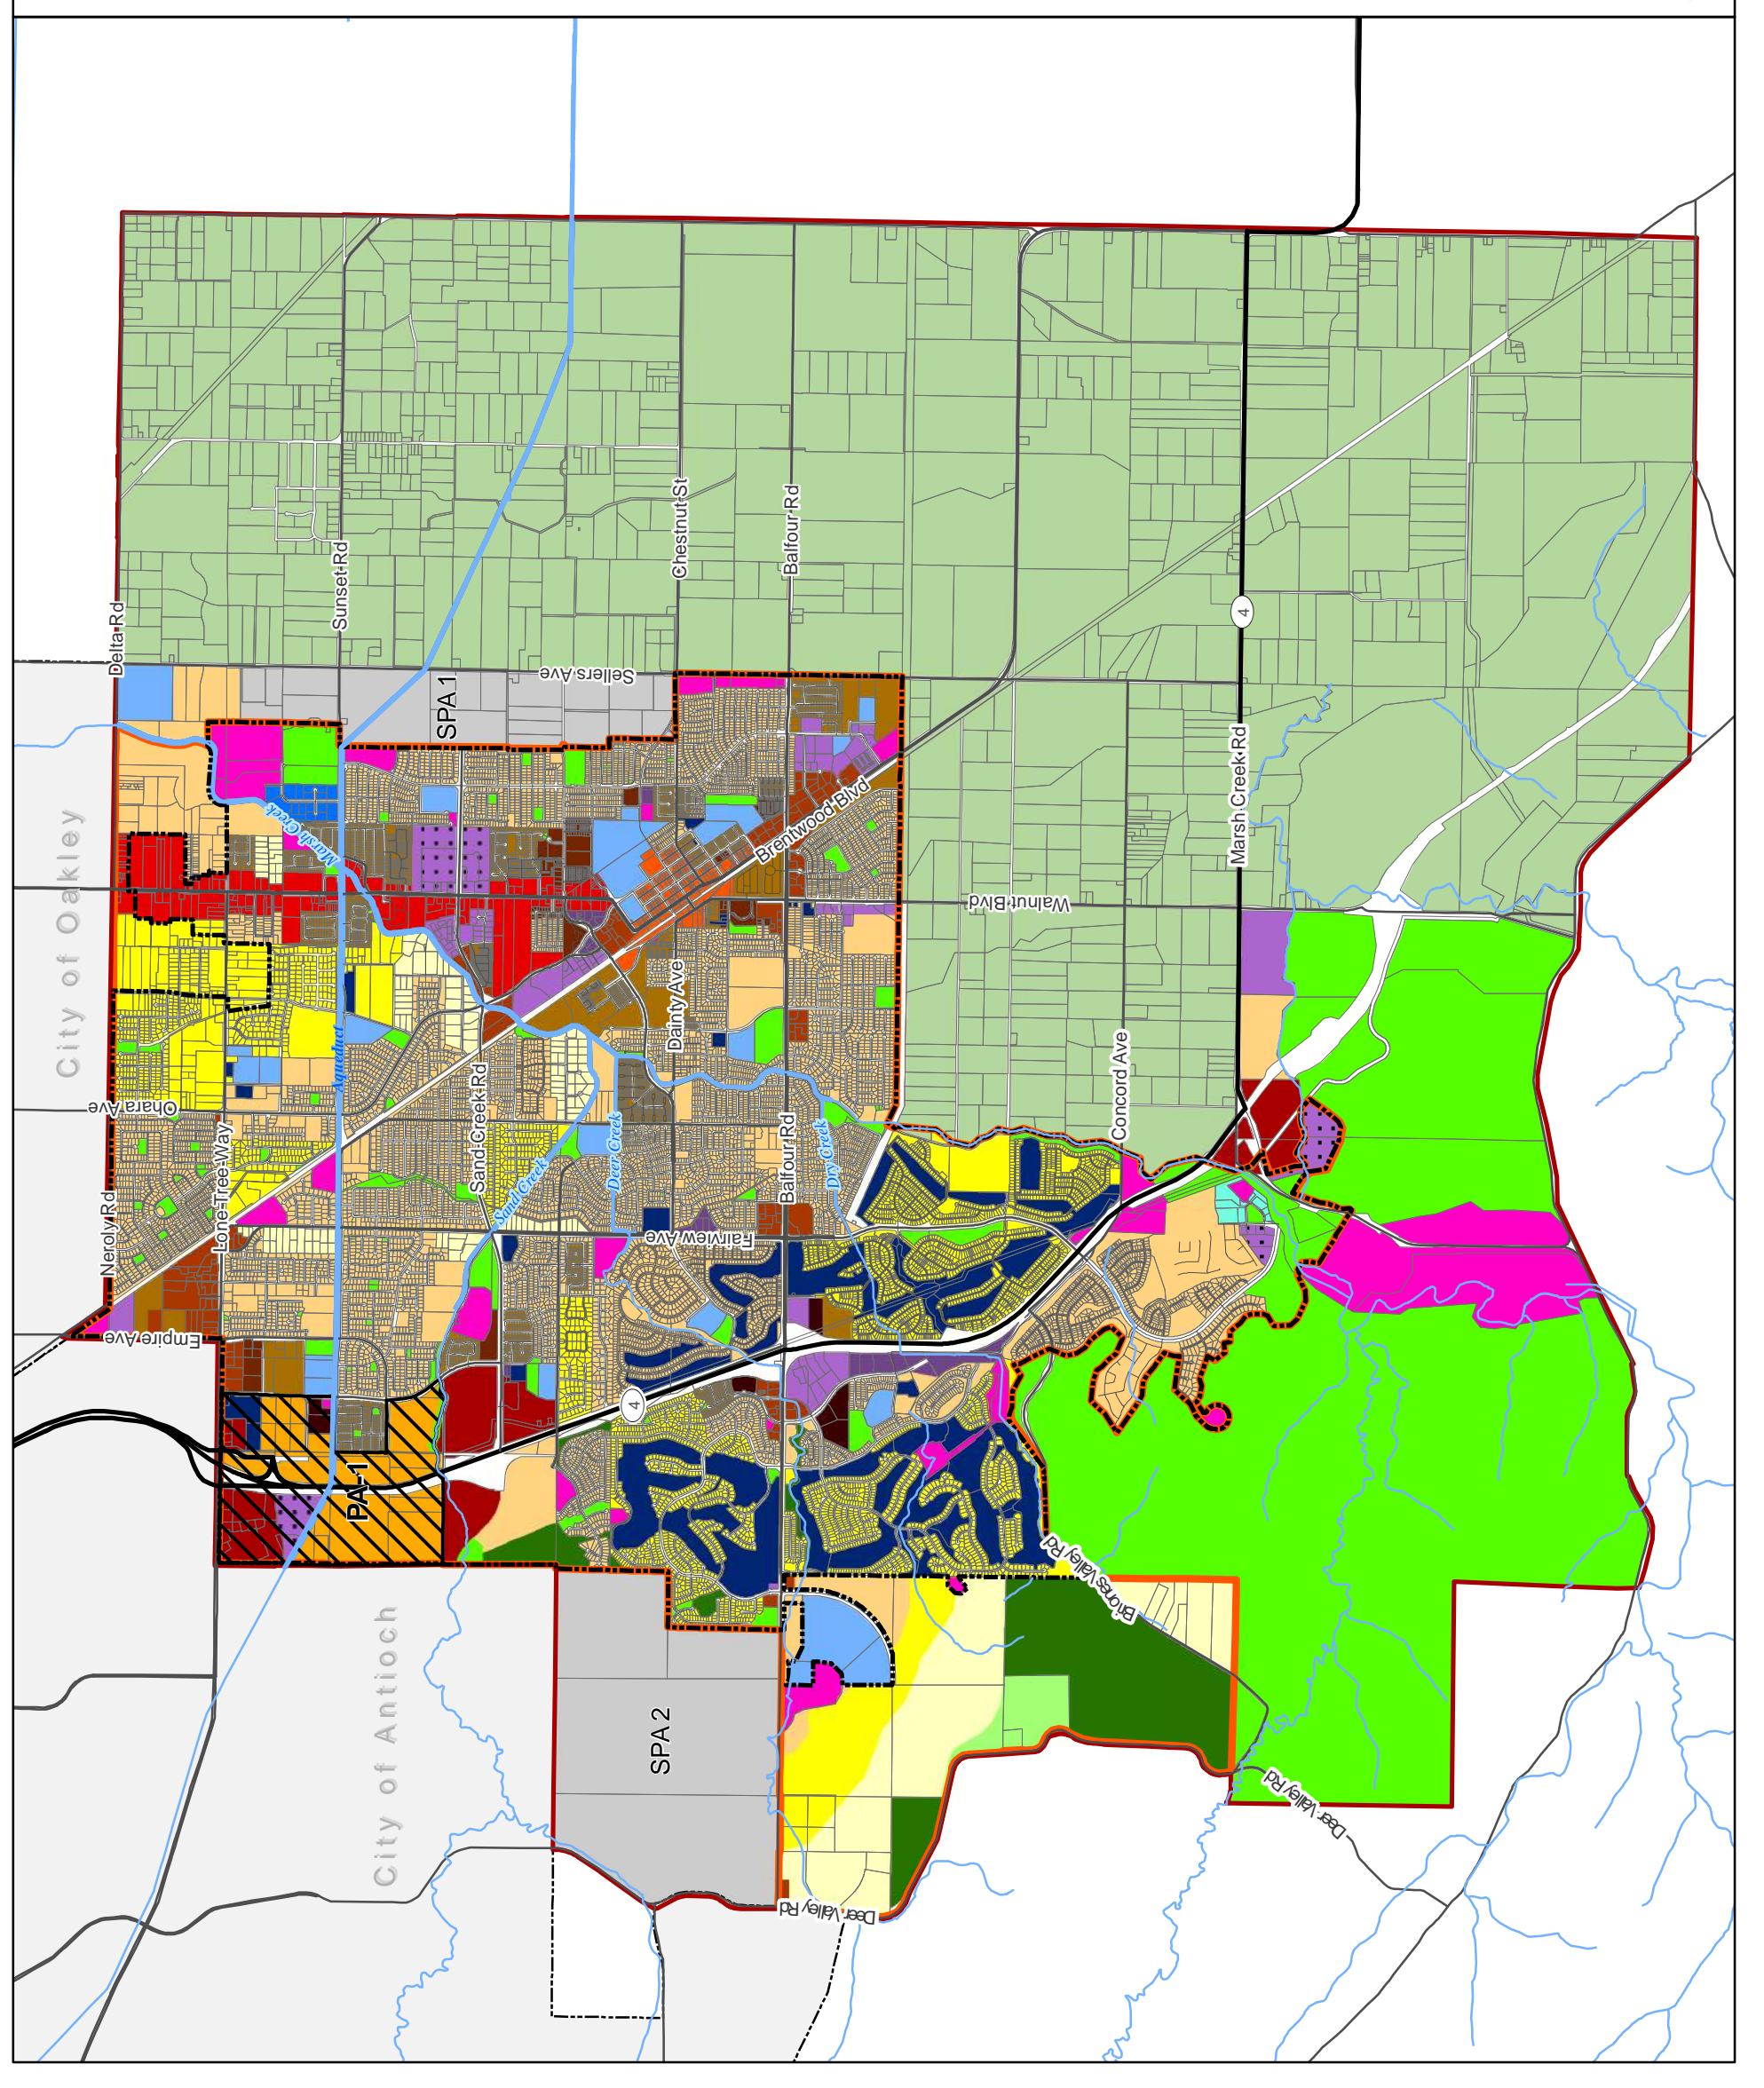 Delta Rd
Sunset Rd
Chestnut St
Balfour Rd
4
Sellers Ave
SPA 1
City of Oakley
Marsh Creek
Brentwood Blvd
Marsh Creek Rd
Walnut Blvd
Dainty Ave
Aqueduct
Ohara Ave
Concord Ave
Sand Creek Rd
Deer Creek
Balfour Rd
Dry Creek
Lone Tree Way
Sand Creek
Neroly Rd
Fairview Ave
Empire Ave
4
PA-1
Briones Valley Rd
City of Antioch
SPA 2
Deer Valley Rd
Deer Valley Rd